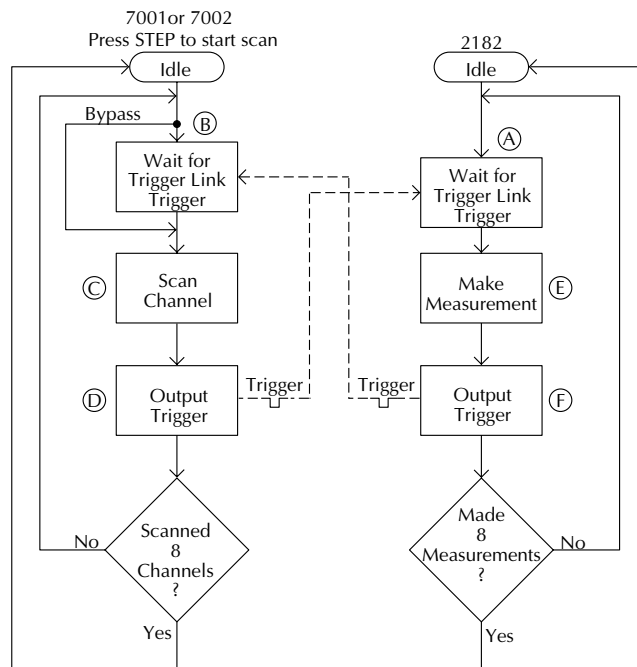 7001or 7002
Press STEP to start scan
Idle
Bypass
B
Wait for
Trigger Link
Trigger
C
Scan
Channel
D
Output
Trigger
Trigger
Scanned
8
Channels
?
No
Yes
2182
Idle
A
Wait for
Trigger Link
Trigger
Make
Measurement
E
Trigger
Output
Trigger
F
Made
8
Measurements
?
No
Yes